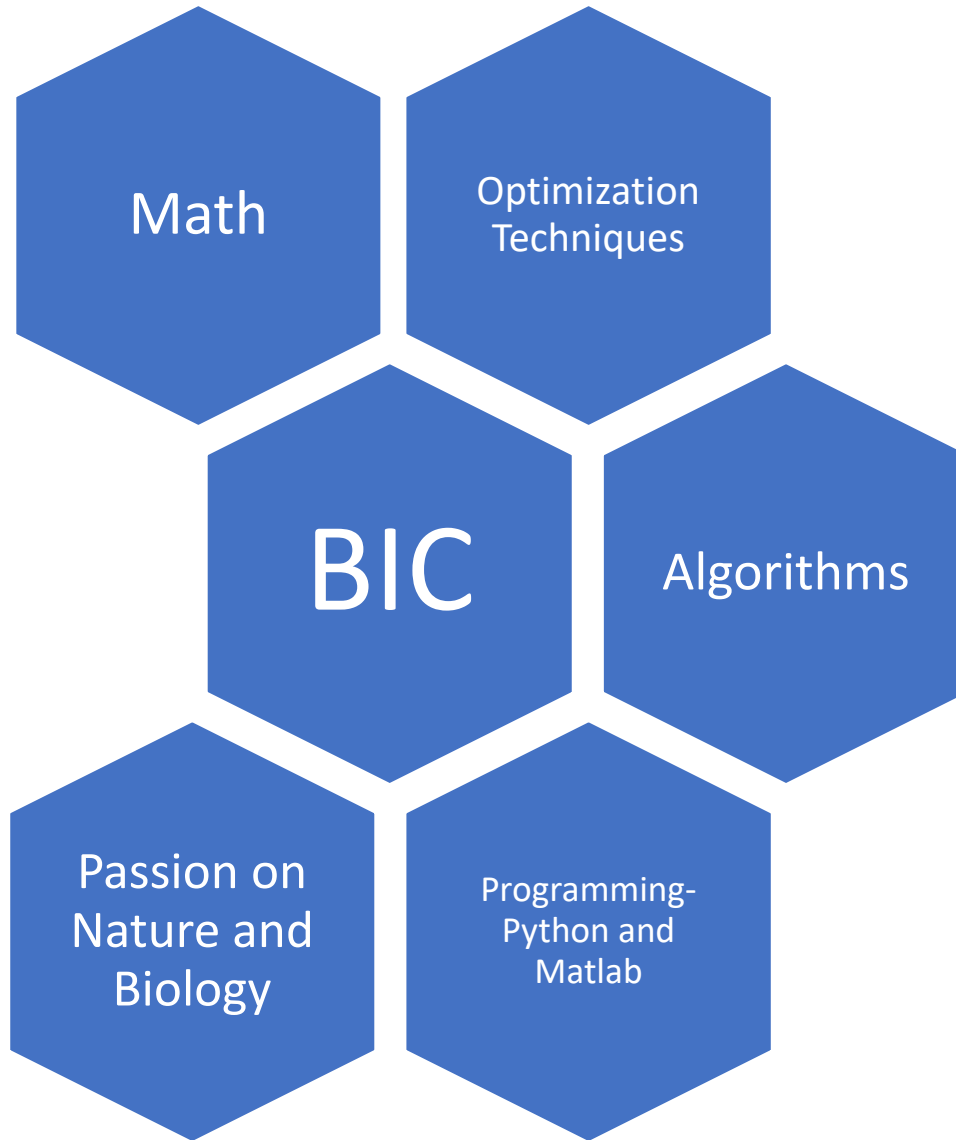 Math
Optimization
Techniques
BIC
Algorithms
Passion on
Nature and
Biology
Programming-
Python and
Matlab